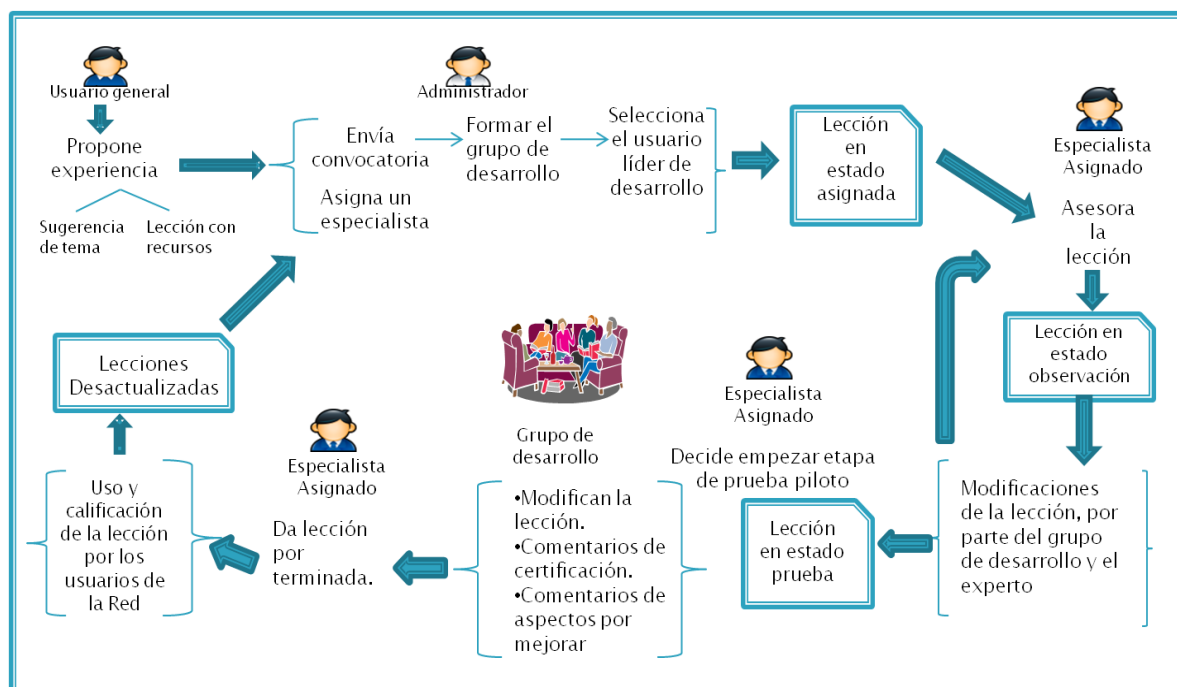 Usuario general
Propone
experiencia
Sugerencia
de tema
Lección con
recursos
Administrador
Envía
convocatoria
Asigna un
especialista
Formar el
grupo de
desarrollo
Selecciona
el usuario
líder de
desarrollo
Lección
en
estado
asignada
Especialista
Asignado
Asesora
la
lección
Lección en
estado
observación
Modificaciones
de la lección, por
parte del grupo
de desarrollo y el
experto
Especialista
Asignado
Decide empezar etapa
de prueba piloto
Lección
en estado
prueba
Grupo de
desarrollo
•Modifican la
lección.
•Comentarios de
certificación.
•Comentarios de
aspectos por
mejorar
Especialista
Asignado
Da lección
por
terminada.
Uso y
calificación
de la lección
por los
usuarios de
la Red
Lecciones
Desactualizadas